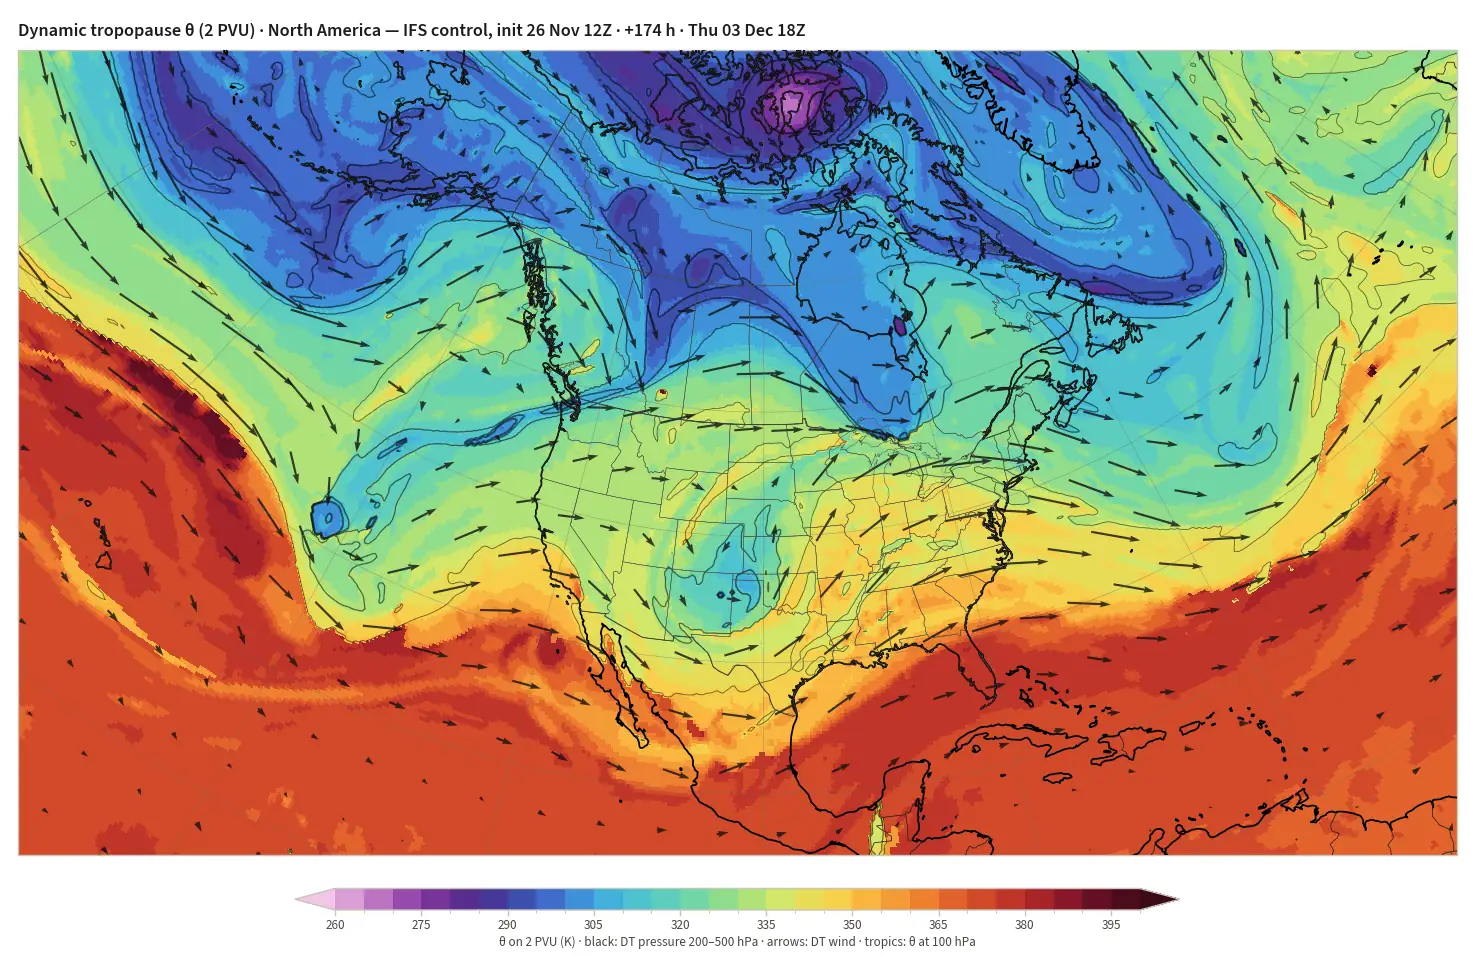 Dynamic tropopause θ (2 PVU) · North America — IFS control, init 26 Nov 12Z · +174 h · Thu 03 Dec 18Z
260 275 290 305 320 335 350 365 380 395
θ on 2 PVU (K) · black: DT pressure 200–500 hPa · arrows: DT wind · tropics: θ at 100 hPa